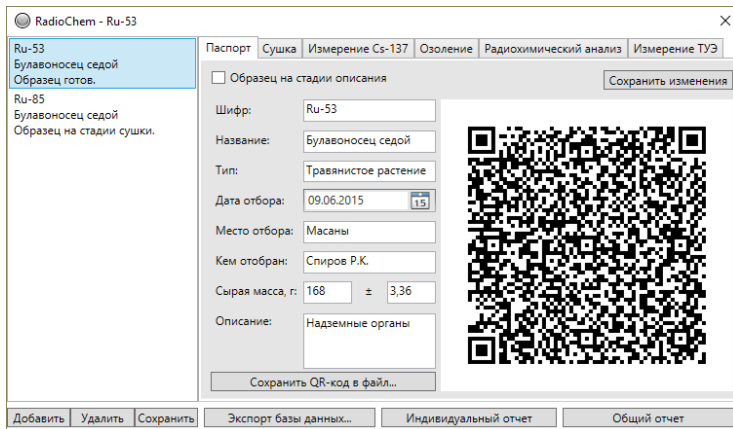 RadioChem - Ru-53
Ru-53
Булавоносец седой
Образец готов.
Ru-85
Булавоносец седой
Образец на стадии сушки.
Паспорт Сушка Измерение Cs-137 Озоление Радиохимический анализ Измерение ТУЭ
Образец на стадии описания
Сохранить изменения
Шифр: Ru-53
Название: Булавоносец седой
Тип: Травянистое растение
Дата отбора: 09.06.2015 15
Место отбора: Масаны
Кем отобран: Спиров Р.К.
Сырая масса, г: 168 ± 3,36
Описание: Надземные органы
Сохранить QR-код в файл...
Добавить Удалить Сохранить Экспорт базы данных... Индивидуальный отчет Общий отчет